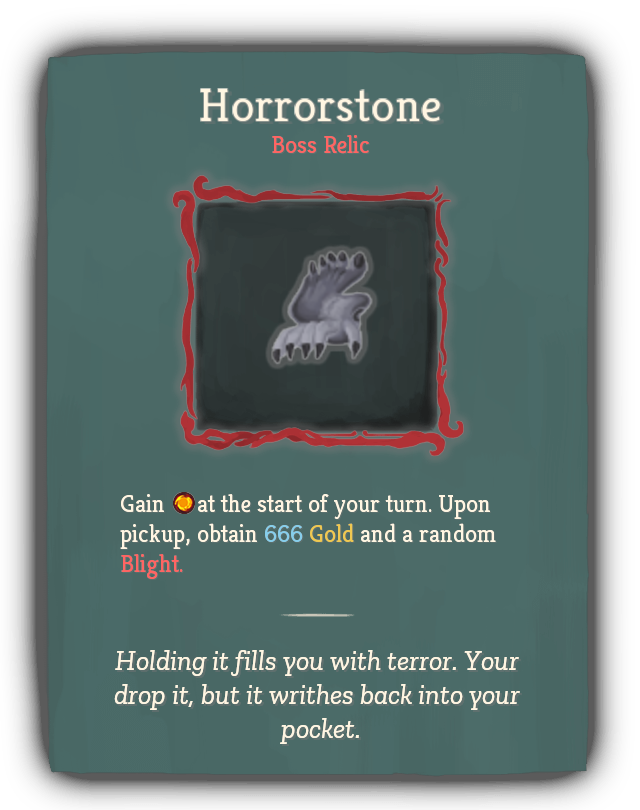 Horrorstone
Boss Relic
Gain at the start of your turn. Upon
pickup, obtain 666 Gold and a random
Blight.
Holding it fills you with terror. Your
drop it, but it writhes back into your
pocket.